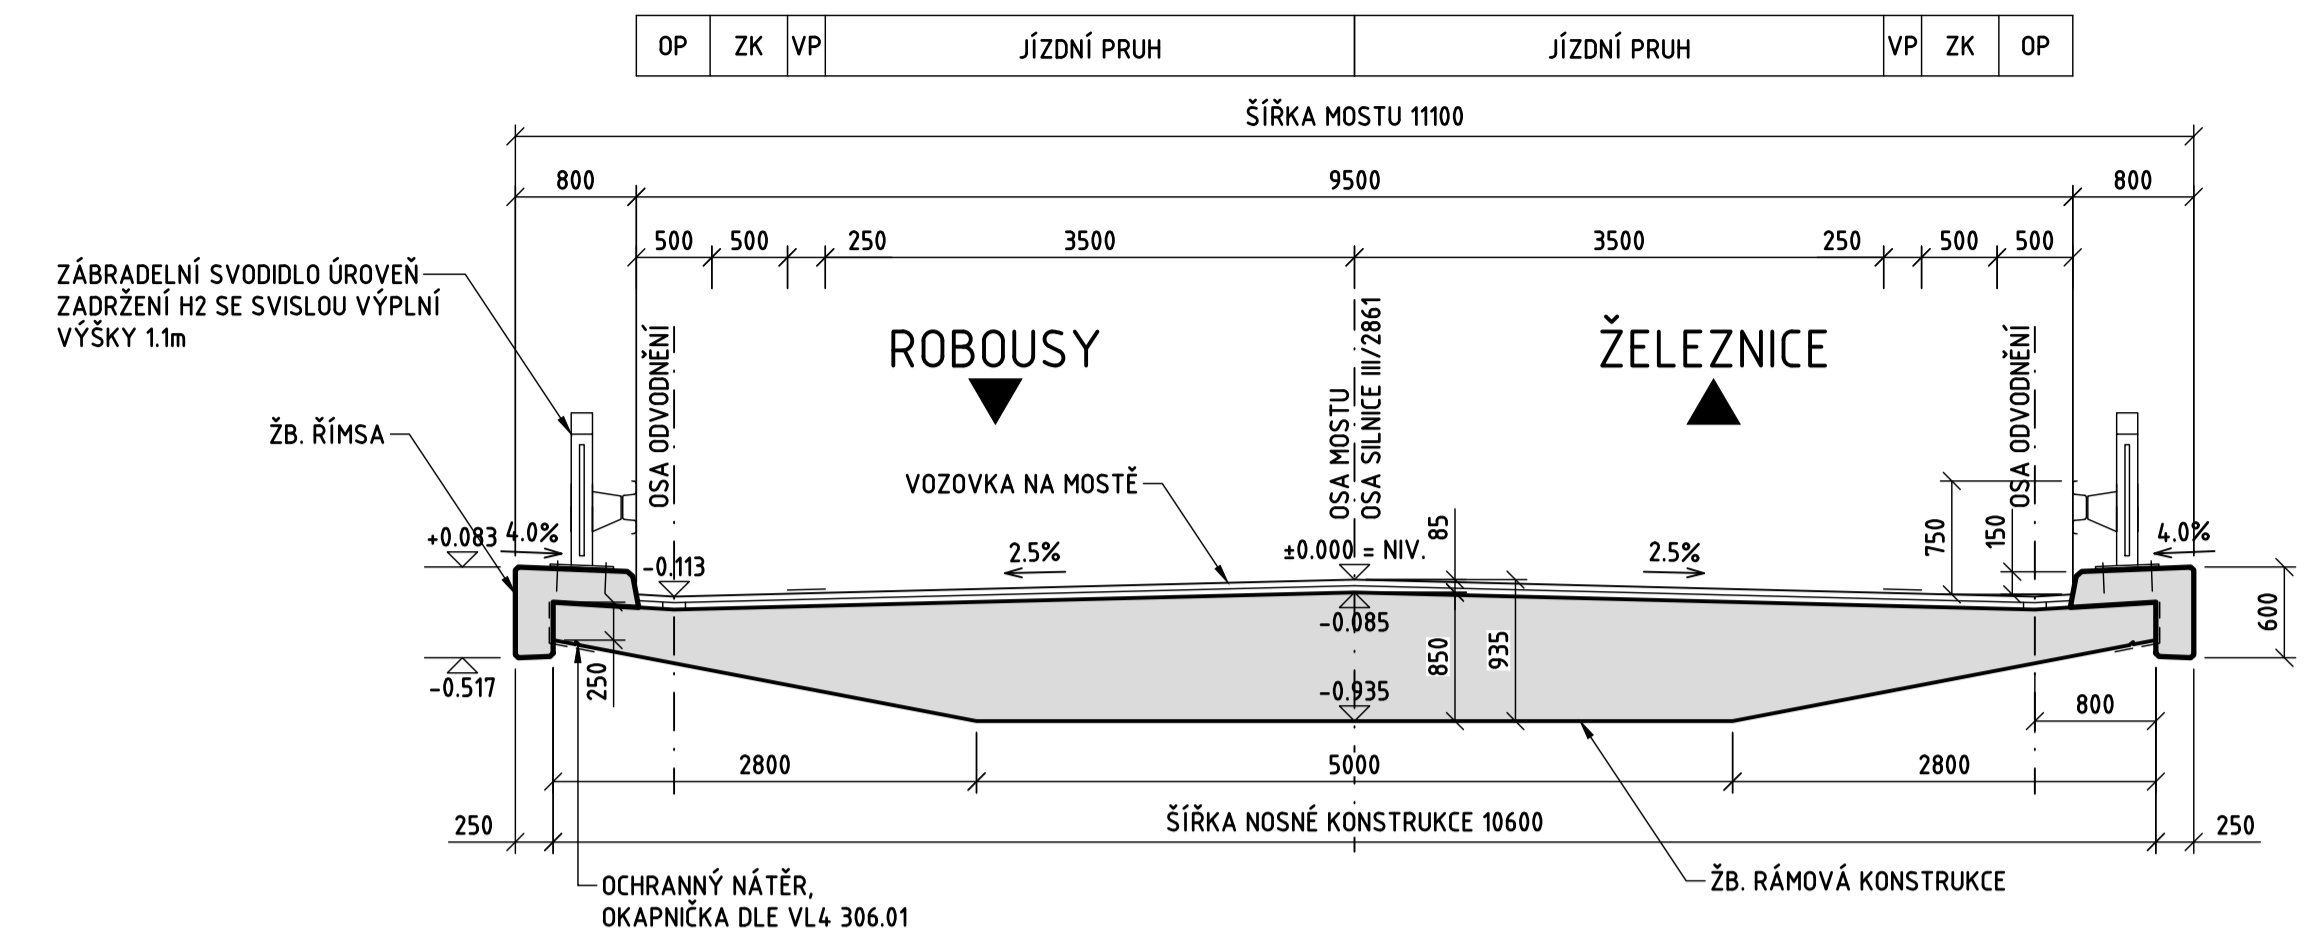 OP ZK VP JÍZDNÍ PRUH JÍZDNÍ PRUH VP ZK OP
ŠÍŘKA MOSTU 11100
800 9500 800
500 500 250 3500 3500 250 500 500
ZÁBRADELNÍ SVODIDLO ÚROVEŇ
ZADRŽENÍ H2 SE SVISLOU VÝPLNÍ
VÝŠKY 1.1m
ROBOUSY ŽELEZNICE
OSA ODVODNĚNÍ
OSA MOSTU
OSA SILNICE III/2861
OSA ODVODNĚNÍ
ŽB. ŘÍMSA
VOZOVKA NA MOSTĚ
+0.083 4.0% -0.113 2.5% ±0.000 = NIV. 85 2.5% 750 150 4.0%
-0.085
600
-0.517 250 -0.935 850 935
800
2800 5000 2800
250 ŠÍŘKA NOSNÉ KONSTRUKCE 10600 250
OCHRANNÝ NÁTĚR,
OKAPNIČKA DLE VL4 306.01
ŽB. RÁMOVÁ KONSTRUKCE